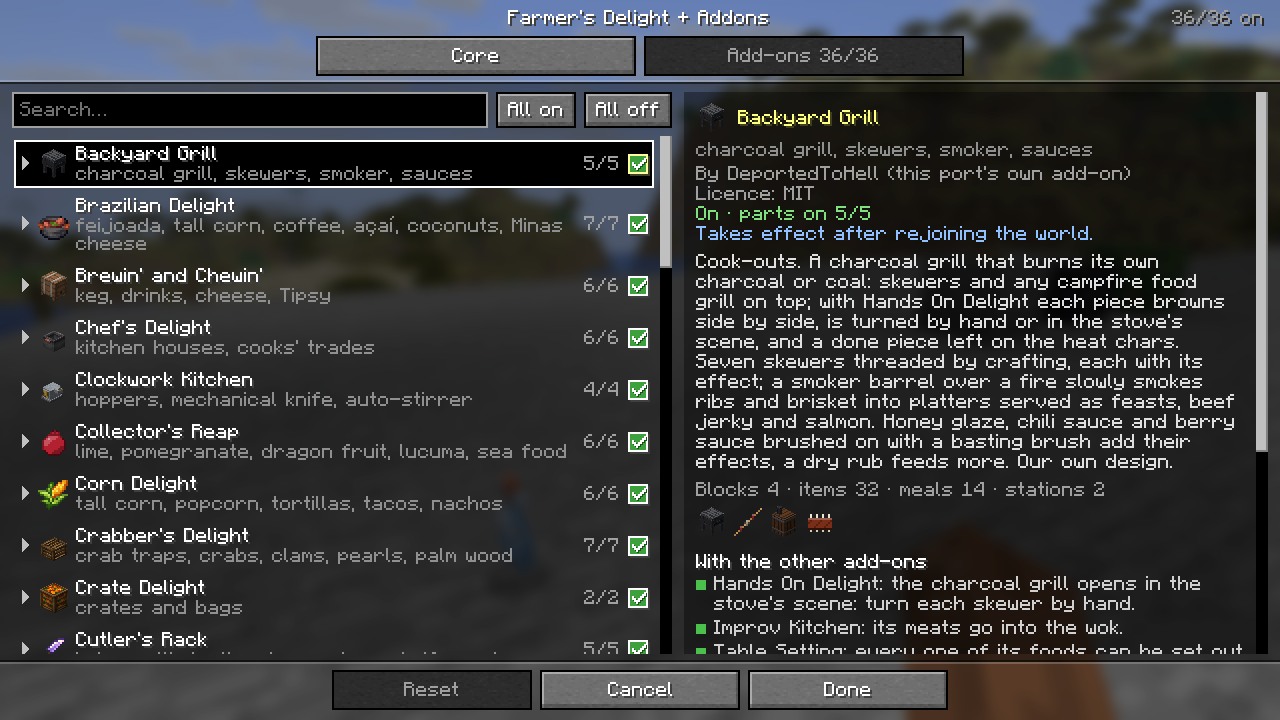 Farmer's Delight + Addons
36/36 on
Core
Add-ons 36/36
Search...
All on
All off
Backyard Grill
charcoal grill, skewers, smoker, sauces
5/5
Brazilian Delight
feijoada, tall corn, coffee, açaí, coconuts, Minas
cheese
7/7
Brewin' and Chewin'
keg, drinks, cheese, Tipsy
6/6
Chef's Delight
kitchen houses, cooks' trades
6/6
Clockwork Kitchen
hoppers, mechanical knife, auto-stirrer
4/4
Collector's Reap
lime, pomegranate, dragon fruit, lucuma, sea food
6/6
Corn Delight
tall corn, popcorn, tortillas, tacos, nachos
6/6
Crabber's Delight
crab traps, crabs, clams, pearls, palm wood
7/7
Crate Delight
crates and bags
2/2
Cutler's Rack
5/5
Backyard Grill
charcoal grill, skewers, smoker, sauces
By DeportedToHell (this port's own add-on)
Licence: MIT
On · parts on 5/5
Takes effect after rejoining the world.
Cook-outs. A charcoal grill that burns its own
charcoal or coal: skewers and any campfire food
grill on top; with Hands On Delight each piece browns
side by side, is turned by hand or in the stove's
scene, and a done piece left on the heat chars.
Seven skewers threaded by crafting, each with its
effect; a smoker barrel over a fire slowly smokes
ribs and brisket into platters served as feasts, beef
jerky and salmon. Honey glaze, chili sauce and berry
sauce brushed on with a basting brush add their
effects, a dry rub feeds more. Our own design.
Blocks 4 · items 32 · meals 14 · stations 2
With the other add-ons
Hands On Delight: the charcoal grill opens in the
stove's scene: turn each skewer by hand.
Improv Kitchen: its meats go into the wok.
Table Setting: every one of its foods can be set out
Reset
Cancel
Done